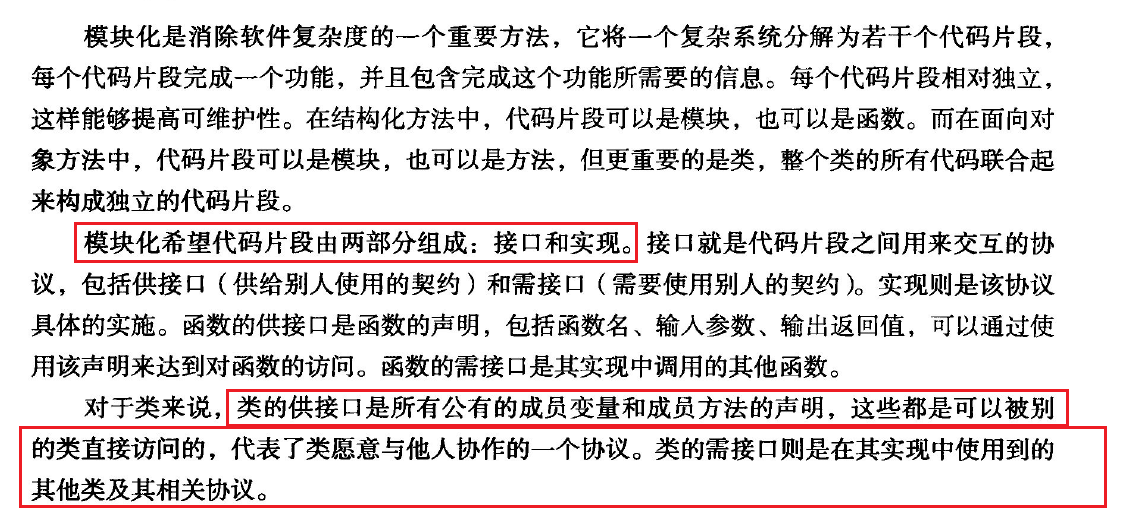 模块化是消除软件复杂度的一个重要方法，它将一个复杂系统分解为若干个代码片段，
每个代码片段完成一个功能，并且包含完成这个功能所需要的信息。每个代码片段相对独立，
这样能够提高可维护性。在结构化方法中，代码片段可以是模块，也可以是函数。而在面向对
象方法中，代码片段可以是模块，也可以是方法，但更重要的是类，整个类的所有代码联合起
来构成独立的代码片段。
模块化希望代码片段由两部分组成：接口和实现。接口就是代码片段之间用来交互的协
议，包括供接口（供给别人使用的契约）和需接口（需要使用别人的契约）。实现则是该协议
具体的实施。函数的供接口是函数的声明，包括函数名、输入参数、输出返回值，可以通过使
用该声明来达到对函数的访问。函数的需接口是其实现中调用的其他函数。
对于类来说，类的供接口是所有公有的成员变量和成员方法的声明，这些都是可以被别
的类直接访问的，代表了类愿意与他人协作的一个协议。类的需接口则是在其实现中使用到的
其他类及其相关协议。